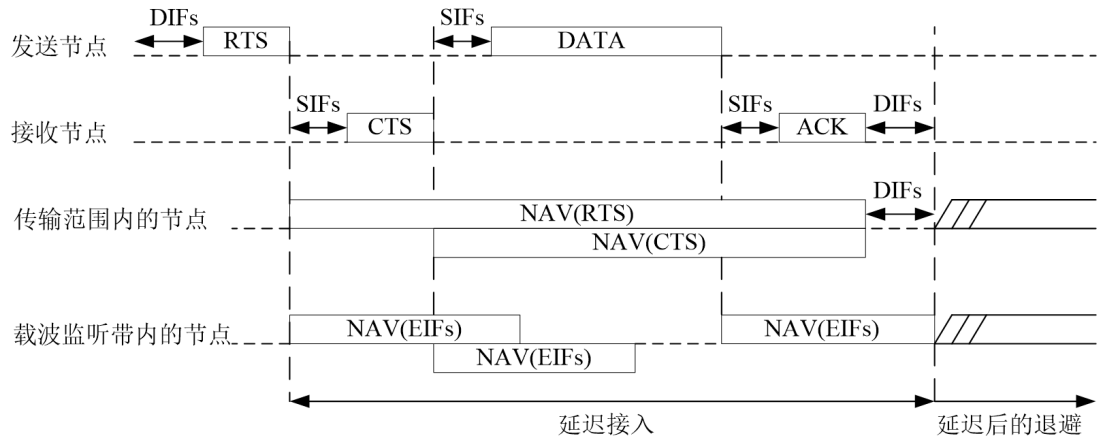 DIFs
SIFs
发送节点
RTS
DATA
SIFs
SIFs
DIFs
接收节点
CTS
ACK
DIFs
传输范围内的节点
NAV(RTS)
NAV(CTS)
载波监听带内的节点
NAV(EIFs)
NAV(EIFs)
NAV(EIFs)
延迟接入
延迟后的退避